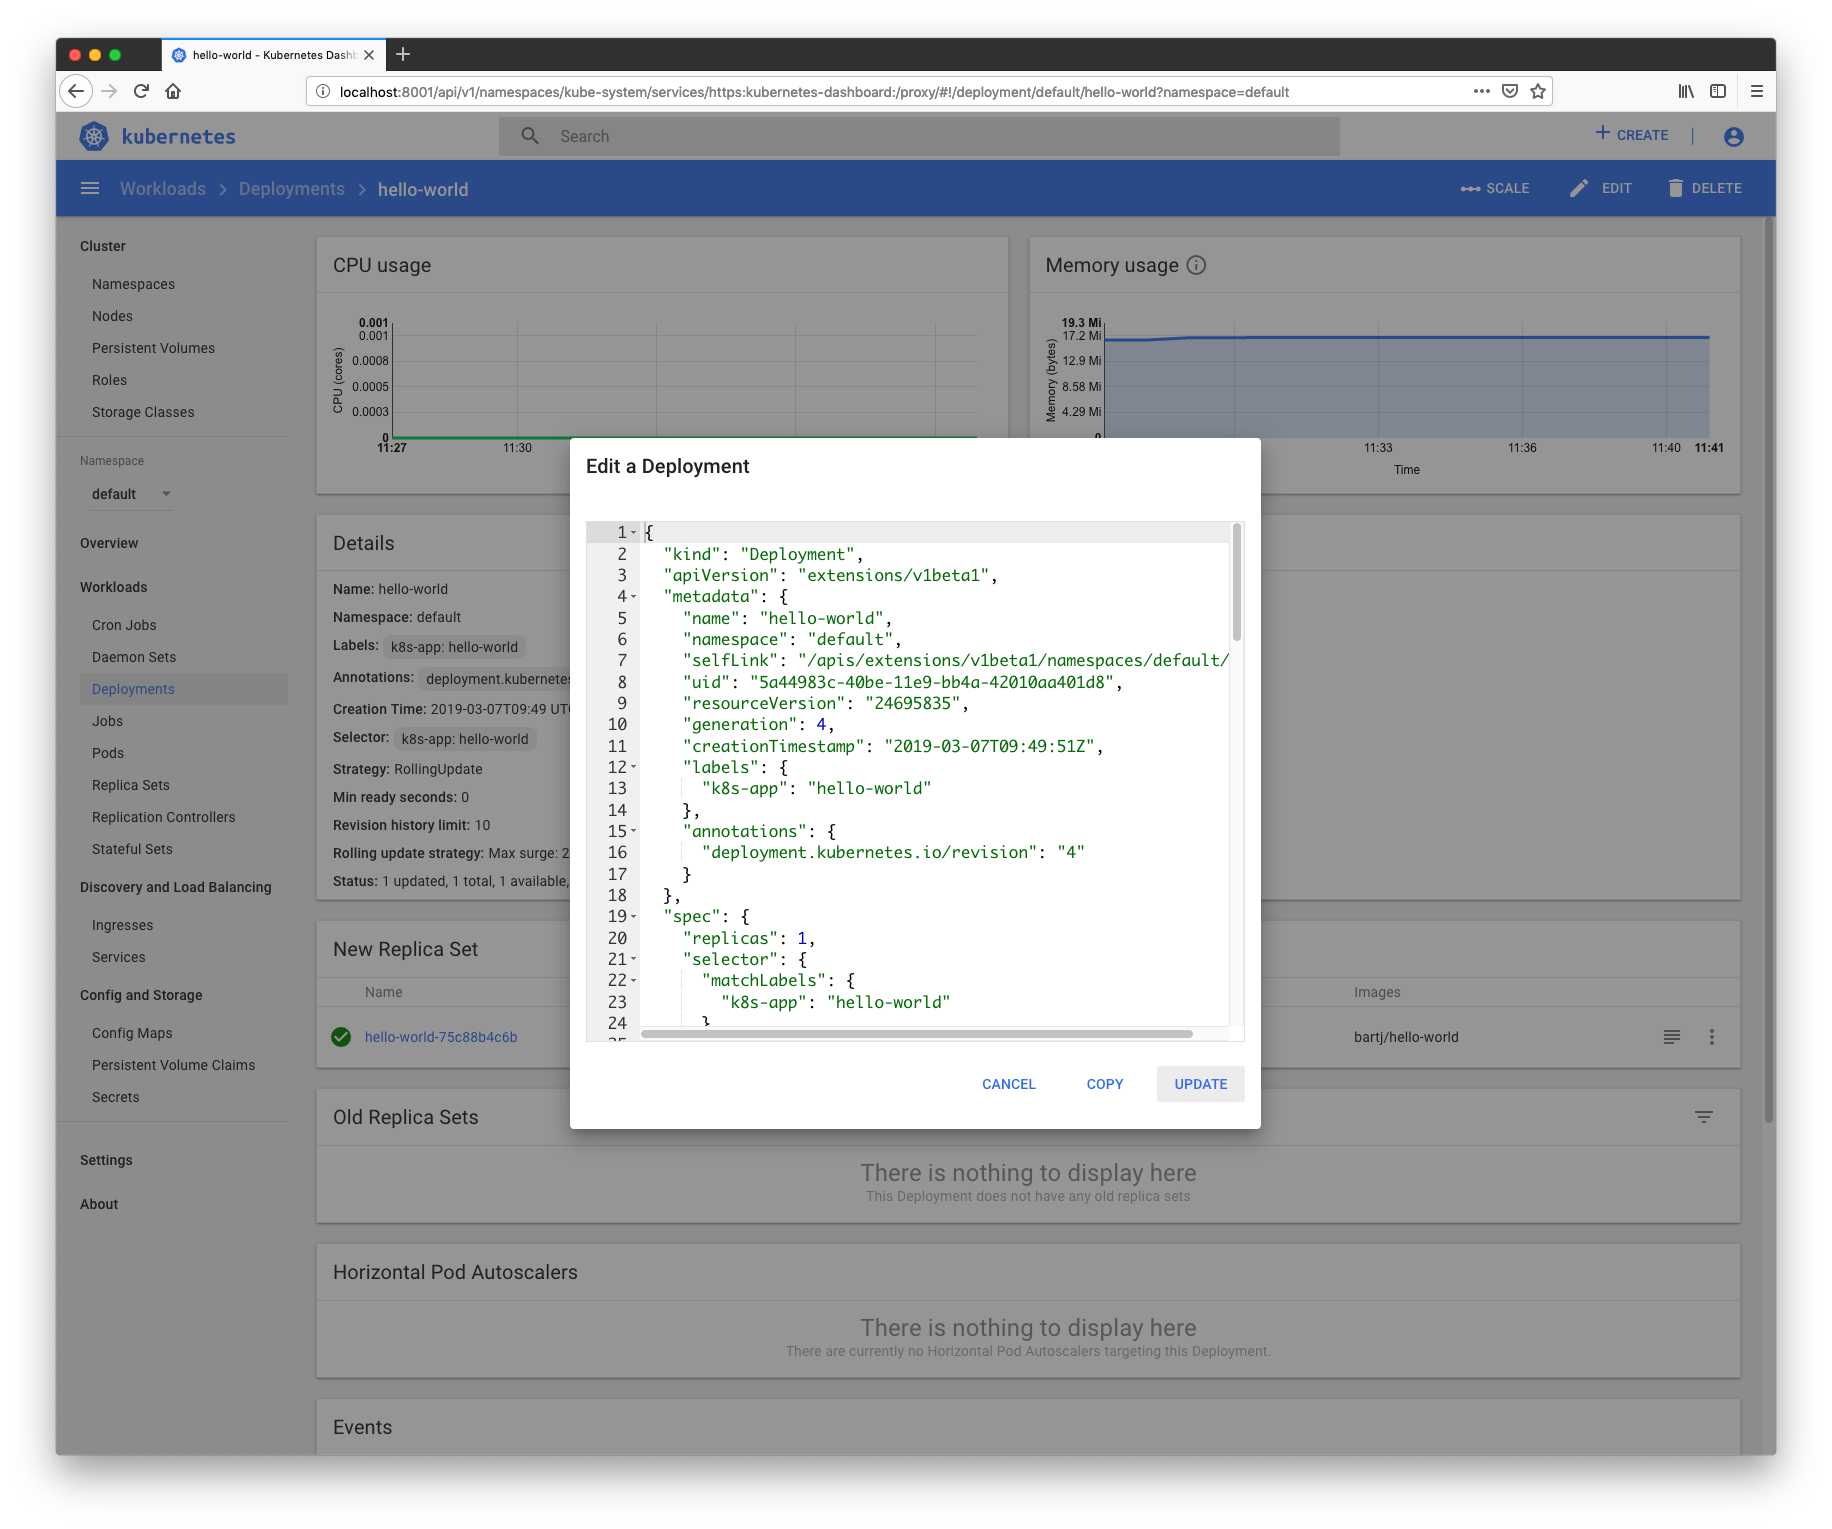 hello-world - Kubernetes Dashb
localhost:8001/api/v1/namespaces/kube-system/services/https:kubernetes-dashboard:/proxy/#!/deployment/default/hello-world?namespace=default
kubernetes
Search
CREATE
Workloads > Deployments > hello-world
SCALE
EDIT
DELETE
Cluster
Namespaces
Nodes
Persistent Volumes
Roles
Storage Classes
Namespace
default
Overview
Workloads
Cron Jobs
Daemon Sets
Deployments
Jobs
Pods
Replica Sets
Replication Controllers
Stateful Sets
Discovery and Load Balancing
Ingresses
Services
Config and Storage
Config Maps
Persistent Volume Claims
Secrets
Settings
About
CPU usage
CPU (cores)
0.001
0.001
0.0008
0.0005
0.0003
0
11:27
11:30
Memory usage
Memory (bytes)
19.3 Mi
17.2 Mi
12.9 Mi
8.58 Mi
4.29 Mi
0
11:33
11:36
11:40
11:41
Time
Details
Name: hello-world
Namespace: default
Labels: k8s-app: hello-world
Annotations: deployment.kubernetes
Creation Time: 2019-03-07T09:49 UTC
Selector: k8s-app: hello-world
Strategy: RollingUpdate
Min ready seconds: 0
Revision history limit: 10
Rolling update strategy: Max surge: 2
Status: 1 updated, 1 total, 1 available,
New Replica Set
Name
Images
hello-world-75c88b4c6b
bartj/hello-world
Old Replica Sets
There is nothing to display here
This Deployment does not have any old replica sets
Horizontal Pod Autoscalers
There is nothing to display here
There are currently no Horizontal Pod Autoscalers targeting this Deployment.
Events
Edit a Deployment
1 {
2 "kind": "Deployment",
3 "apiVersion": "extensions/v1beta1",
4 "metadata": {
5 "name": "hello-world",
6 "namespace": "default",
7 "selfLink": "/apis/extensions/v1beta1/namespaces/default/
8 "uid": "5a44983c-40be-11e9-bb4a-42010aa401d8",
9 "resourceVersion": "24695835",
10 "generation": 4,
11 "creationTimestamp": "2019-03-07T09:49:51Z",
12 "labels": {
13 "k8s-app": "hello-world"
14 },
15 "annotations": {
16 "deployment.kubernetes.io/revision": "4"
17 }
18 },
19 "spec": {
20 "replicas": 1,
21 "selector": {
22 "matchLabels": {
23 "k8s-app": "hello-world"
24 }
CANCEL
COPY
UPDATE